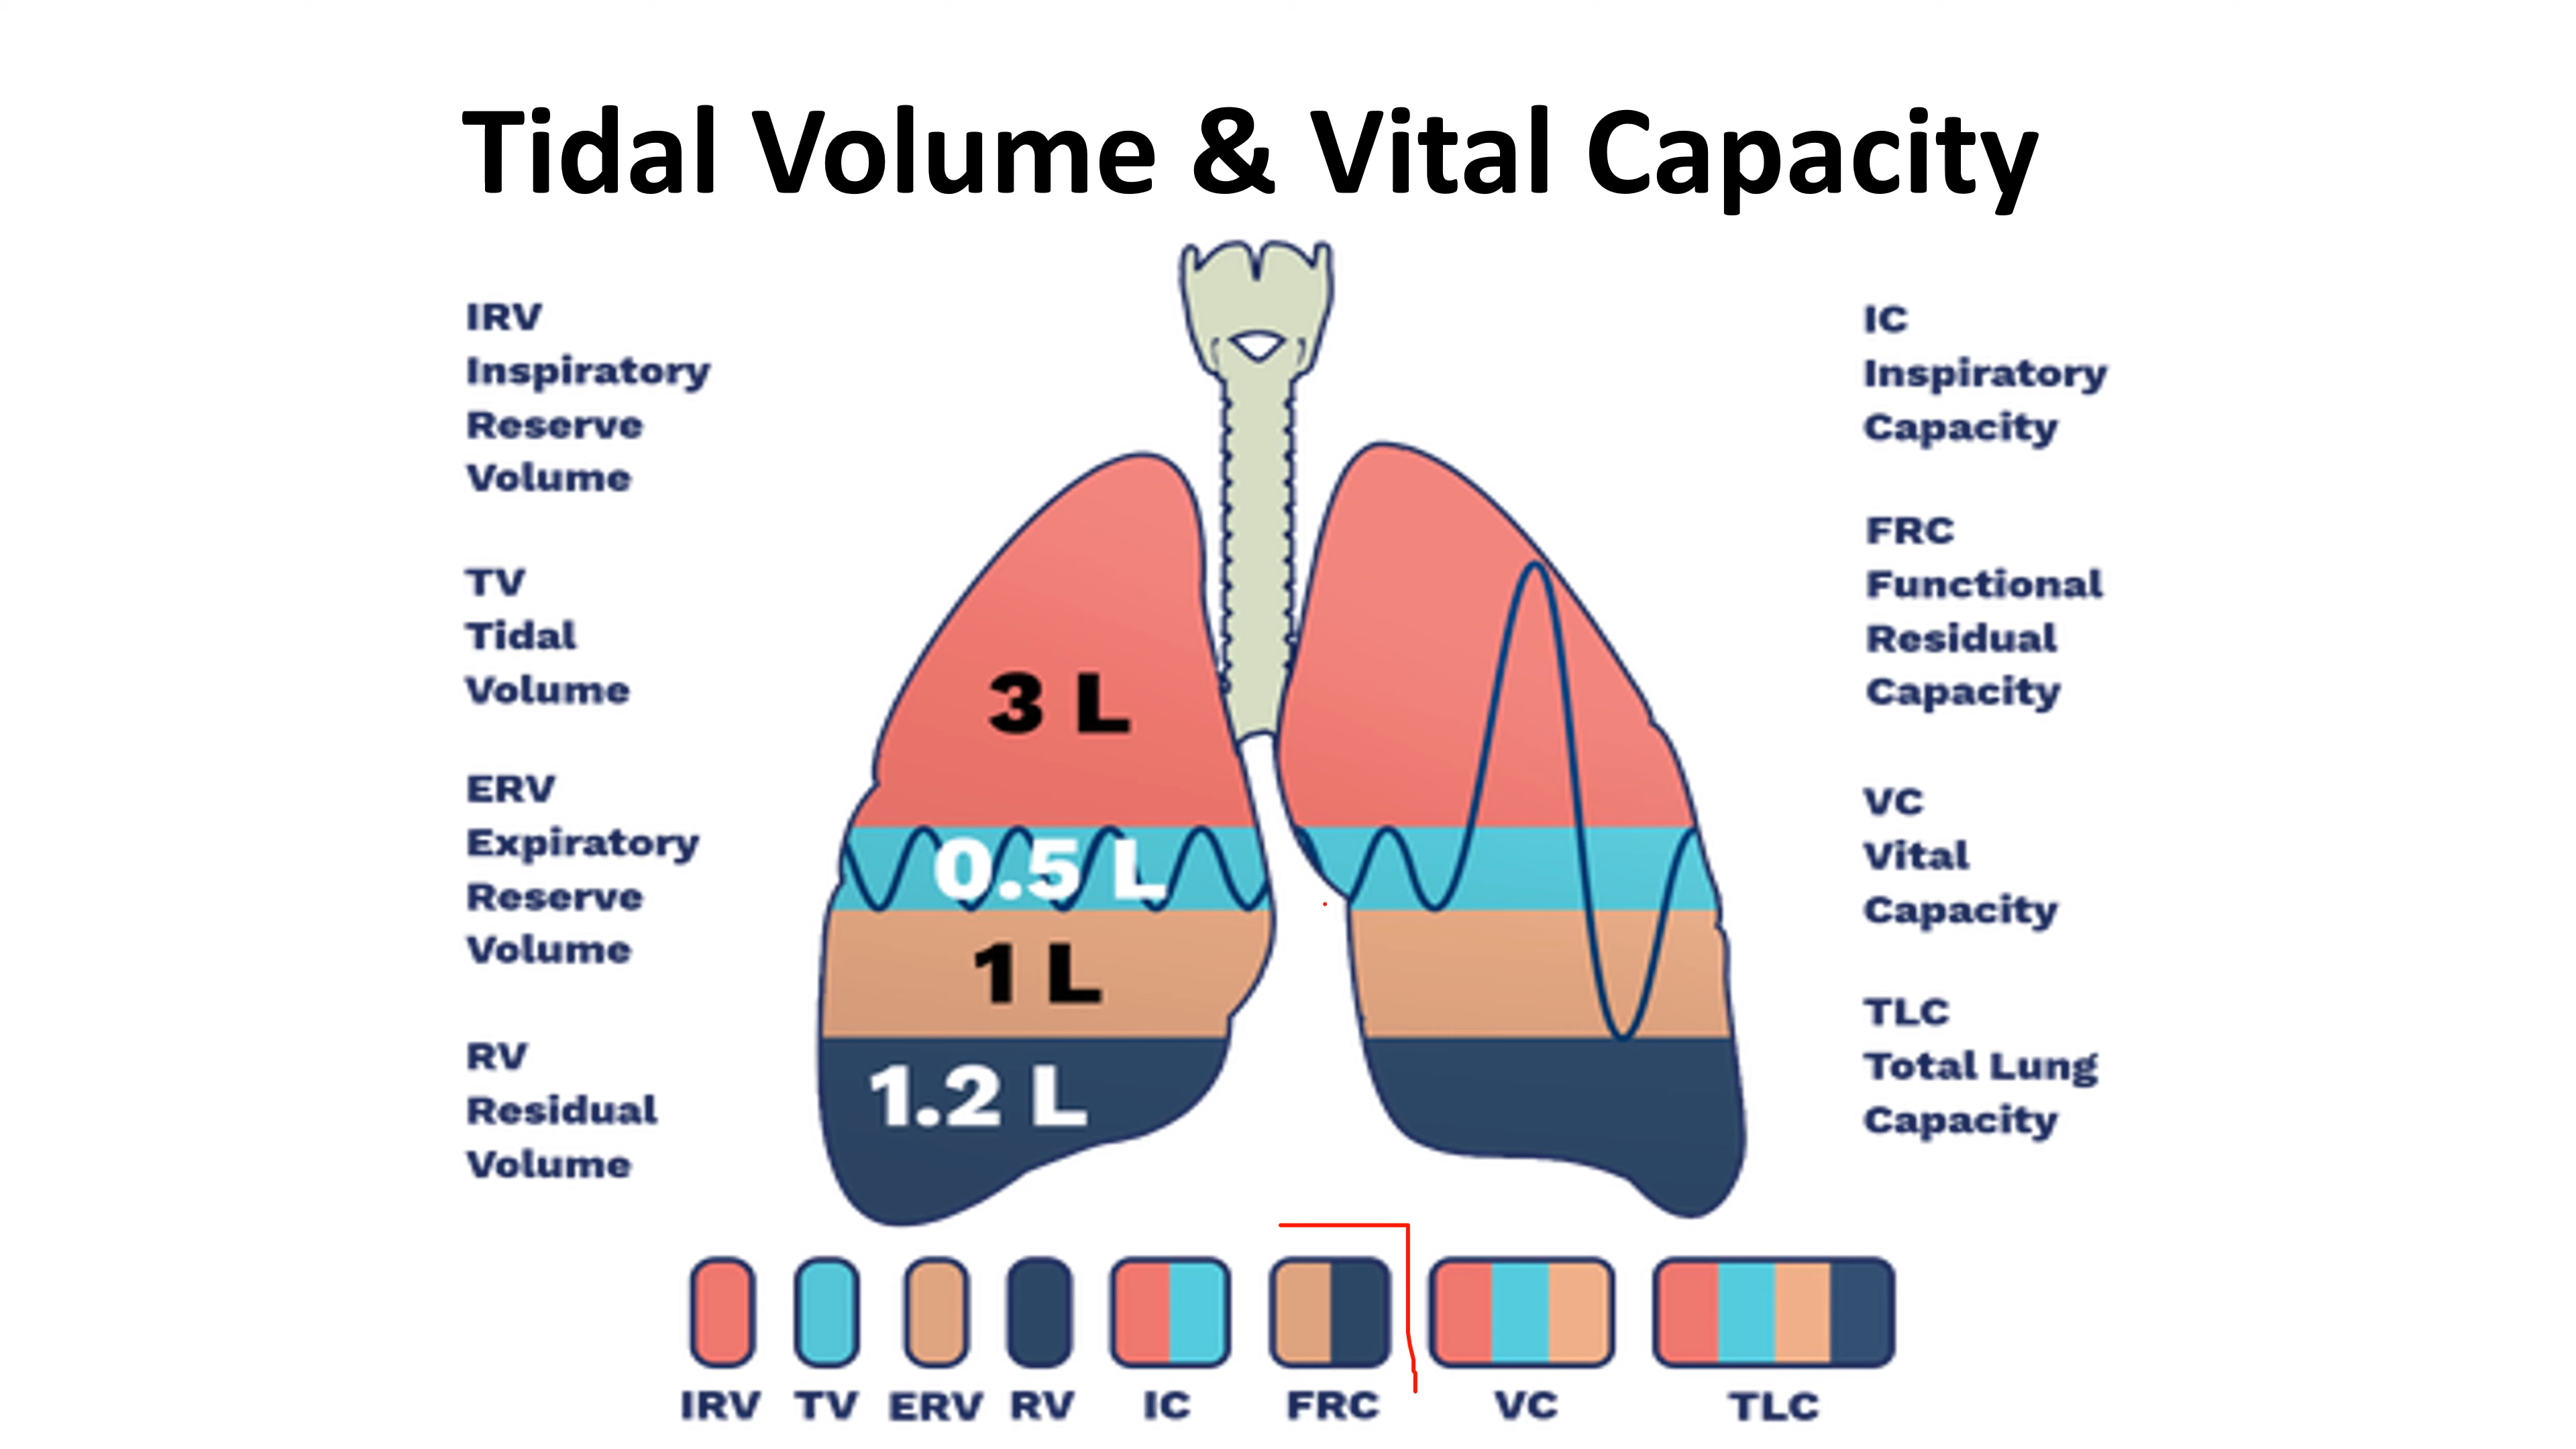 Tidal Volume & Vital Capacity
IRV
Inspiratory
Reserve
Volume
TV
Tidal
Volume
ERV
Expiratory
Reserve
Volume
RV
Residual
Volume
3 L
0.5 L
1 L
1.2 L
IC
Inspiratory
Capacity
FRC
Functional
Residual
Capacity
VC
Vital
Capacity
TLC
Total Lung
Capacity
IRV TV ERV RV IC FRC VC TLC